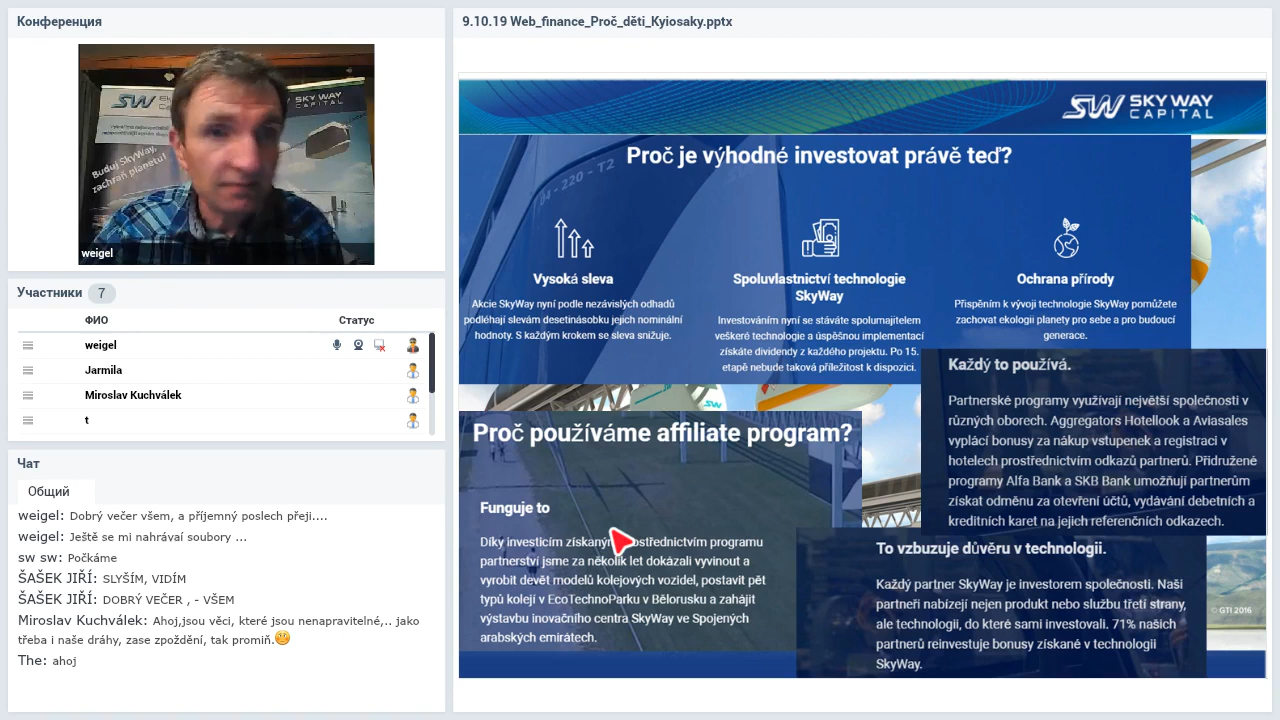 Конференция
SKY WAY
CAPITAL
Buduj SkyWay,
zachraň planetu!
weigel
Участники 7
ФИО Статус
weigel
Jarmila
Miroslav Kuchválek
t
Чат
Общий
weigel: Dobrý večer všem, a příjemný poslech přeji....
weigel: Ještě se mi nahrávaí soubory ...
sw sw: Počkáme
ŠAŠEK JIŘÍ: SLYŠÍM, VIDÍM
ŠAŠEK JIŘÍ: DOBRÝ VEČER , - VŠEM
Miroslav Kuchválek: Ahoj,jsou věci, které jsou nenapravitelné,.. jako
třeba i naše dráhy, zase zpoždění, tak promiň.
The: ahoj
9.10.19 Web_finance_Proč_děti_Kyiosaky.pptx
SW SKY WAY
CAPITAL
Proč je výhodné investovat právě teď?
Vysoká sleva
Akcie SkyWay nyní podle nezávislých odhadů
podléhají slevám desetinásobku jejich nominální
hodnoty. S každým krokem se sleva snižuje.
Spoluvlastnictví technologie
SkyWay
Investováním nyní se stáváte spolumajitelem
veškeré technologie a úspěšnou implementací
získáte dividendy z každého projektu. Po 15.
etapě nebude taková příležitost k dispozici.
Ochrana přírody
Přispěním k vývoji technologie SkyWay pomůžete
zachovat ekologii planety pro sebe a pro budoucí
generace.
Každý to používá.
Partnerské programy využívají největší společnosti v
různých oborech. Aggregators Hotellook a Aviasales
vyplácí bonusy za nákup vstupenek a registraci v
hotelech prostřednictvím odkazů partnerů. Přidružené
programy Alfa Bank a SKB Bank umožňují partnerům
získat odměnu za otevření účtů, vydávání debetních a
kreditních karet na jejich referenčních odkazech.
Proč používáme affiliate program?
Funguje to
Díky investicím získaným prostřednictvím programu
partnerství jsme za několik let dokázali vyvinout a
vyrobit devět modelů kolejových vozidel, postavit pět
typů kolejí v EcoTechnoParku v Bělorusku a zahájit
výstavbu inovačního centra SkyWay ve Spojených
arabských emirátech.
To vzbuzuje důvěru v technologii.
Každý partner SkyWay je investorem společnosti. Naši
partneři nabízejí nejen produkt nebo službu třetí strany,
ale technologii, do které sami investovali. 71% našich
partnerů reinvestuje bonusy získané v technologii
SkyWay.
© GTI 2016